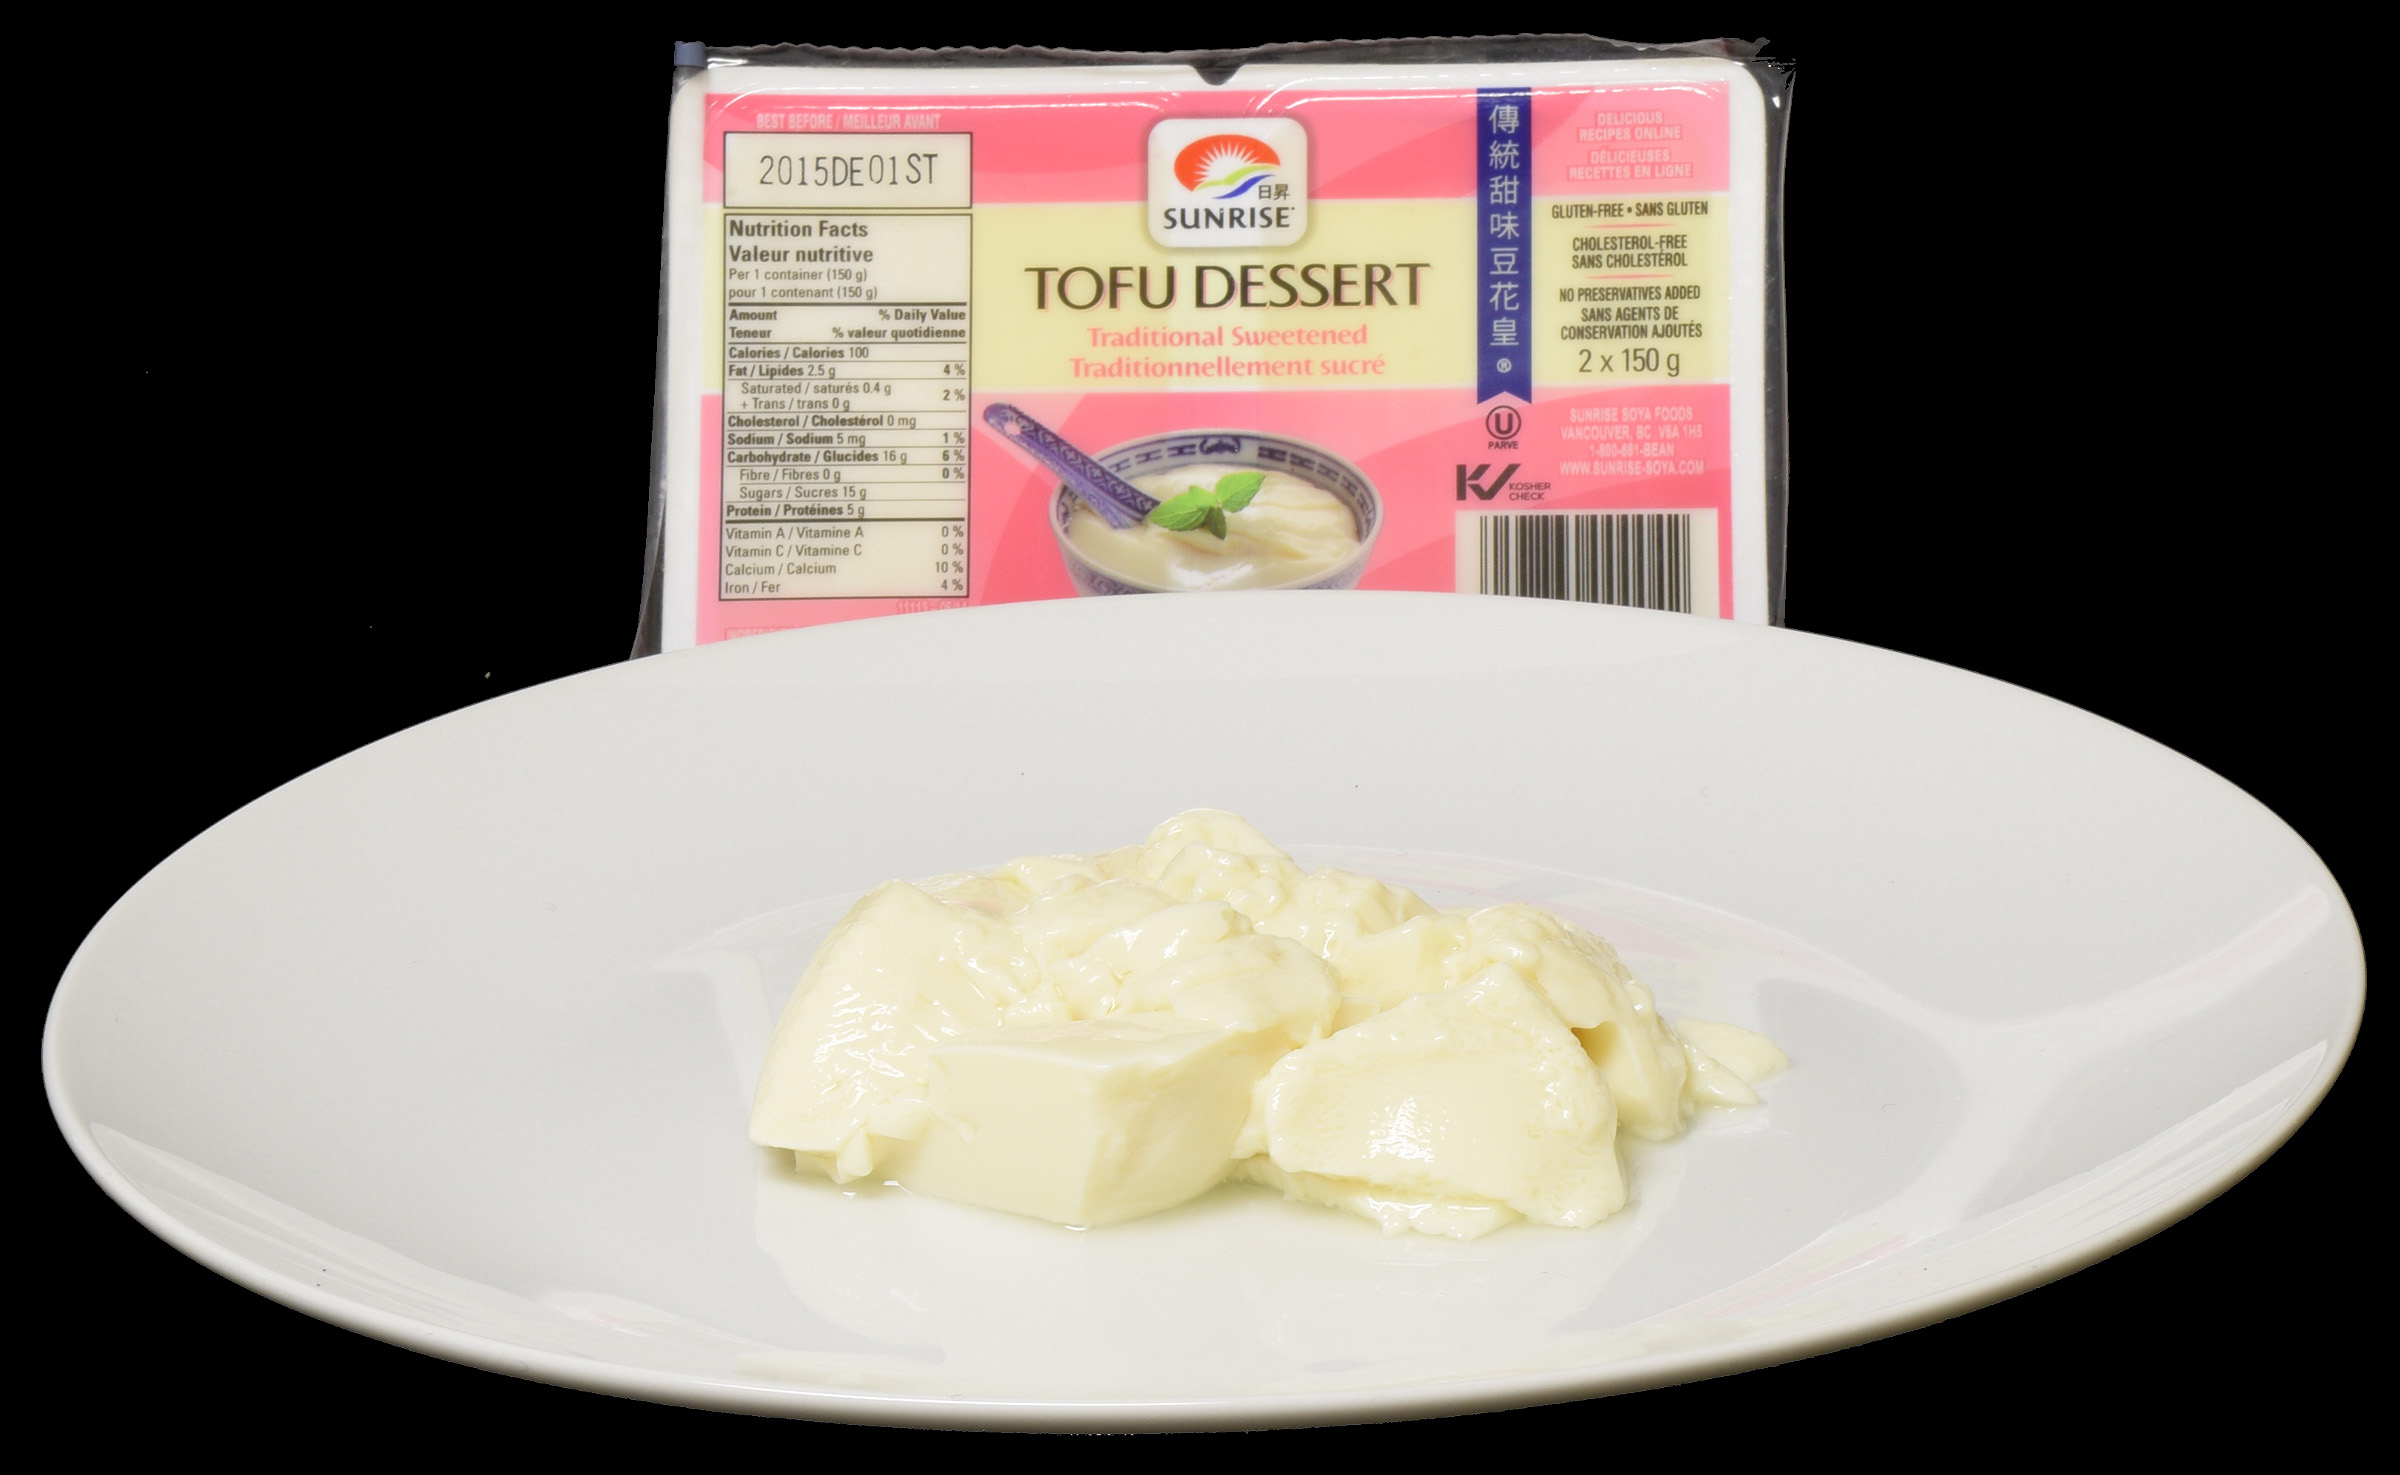 BEST BEFORE / MEILLEUR AVANT
2015DE01ST
Nutrition Facts
Valeur nutritive
Per 1 container (150 g)
pour 1 contenant (150 g)
Amount % Daily Value
Teneur % valeur quotidienne
Calories / Calories 100
Fat / Lipides 2.5 g 4 %
Saturated / saturés 0.4 g
+ Trans / trans 0 g 2 %
Cholesterol / Cholestérol 0 mg
Sodium / Sodium 5 mg 1 %
Carbohydrate / Glucides 16 g 6 %
Fibre / Fibres 0 g 0 %
Sugars / Sucres 15 g
Protein / Protéines 5 g
Vitamin A / Vitamine A 0 %
Vitamin C / Vitamine C 0 %
Calcium / Calcium 10 %
Iron / Fer 4 %
日昇
SUNRISE
TOFU DESSERT
Traditional Sweetened
Traditionnellement sucré
傳統甜味豆花皇®
U
PARVE
KOSHER
CHECK
DELICIOUS
RECIPES ONLINE
DÉLICIEUSES
RECETTES EN LIGNE
GLUTEN-FREE • SANS GLUTEN
CHOLESTEROL-FREE
SANS CHOLESTÉROL
NO PRESERVATIVES ADDED
SANS AGENTS DE
CONSERVATION AJOUTÉS
2 x 150 g
SUNRISE SOYA FOODS
VANCOUVER, BC V6A 1H5
1-800-661-BEAN
WWW.SUNRISE-SOYA.COM